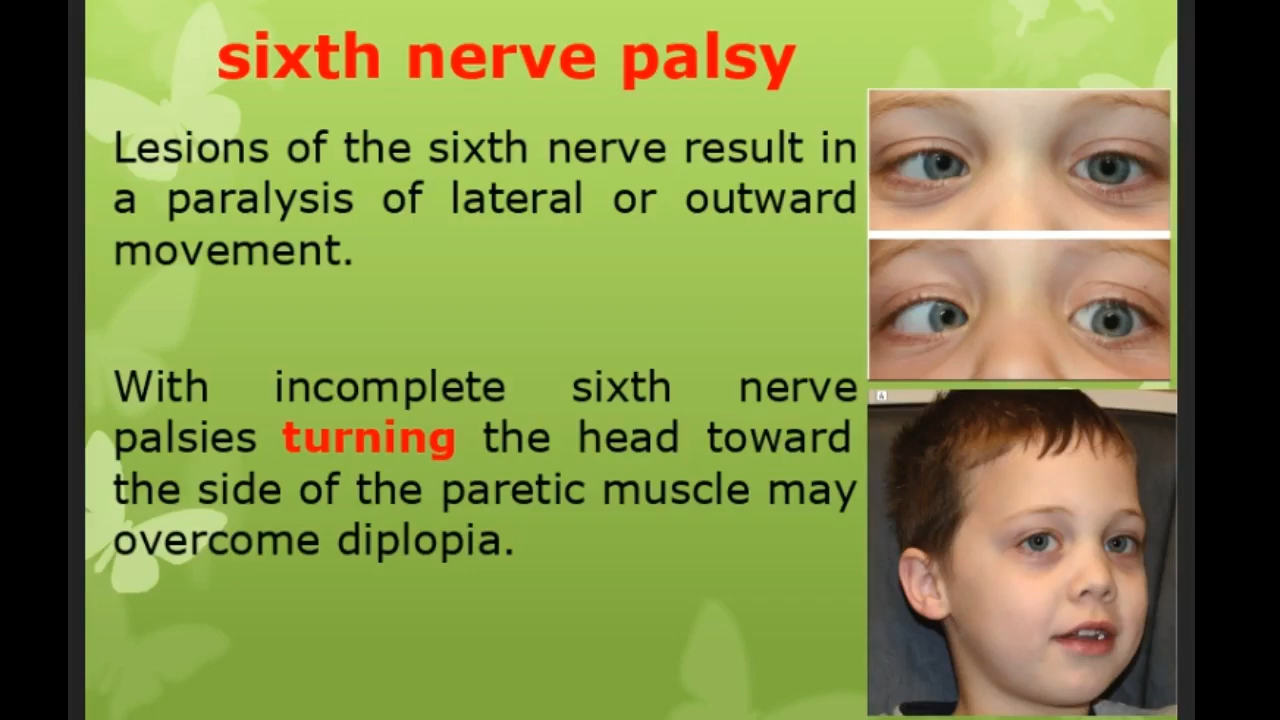 sixth nerve palsy
Lesions of the sixth nerve result in
a paralysis of lateral or outward
movement.
With incomplete sixth nerve
palsies turning the head toward
the side of the paretic muscle may
overcome diplopia.